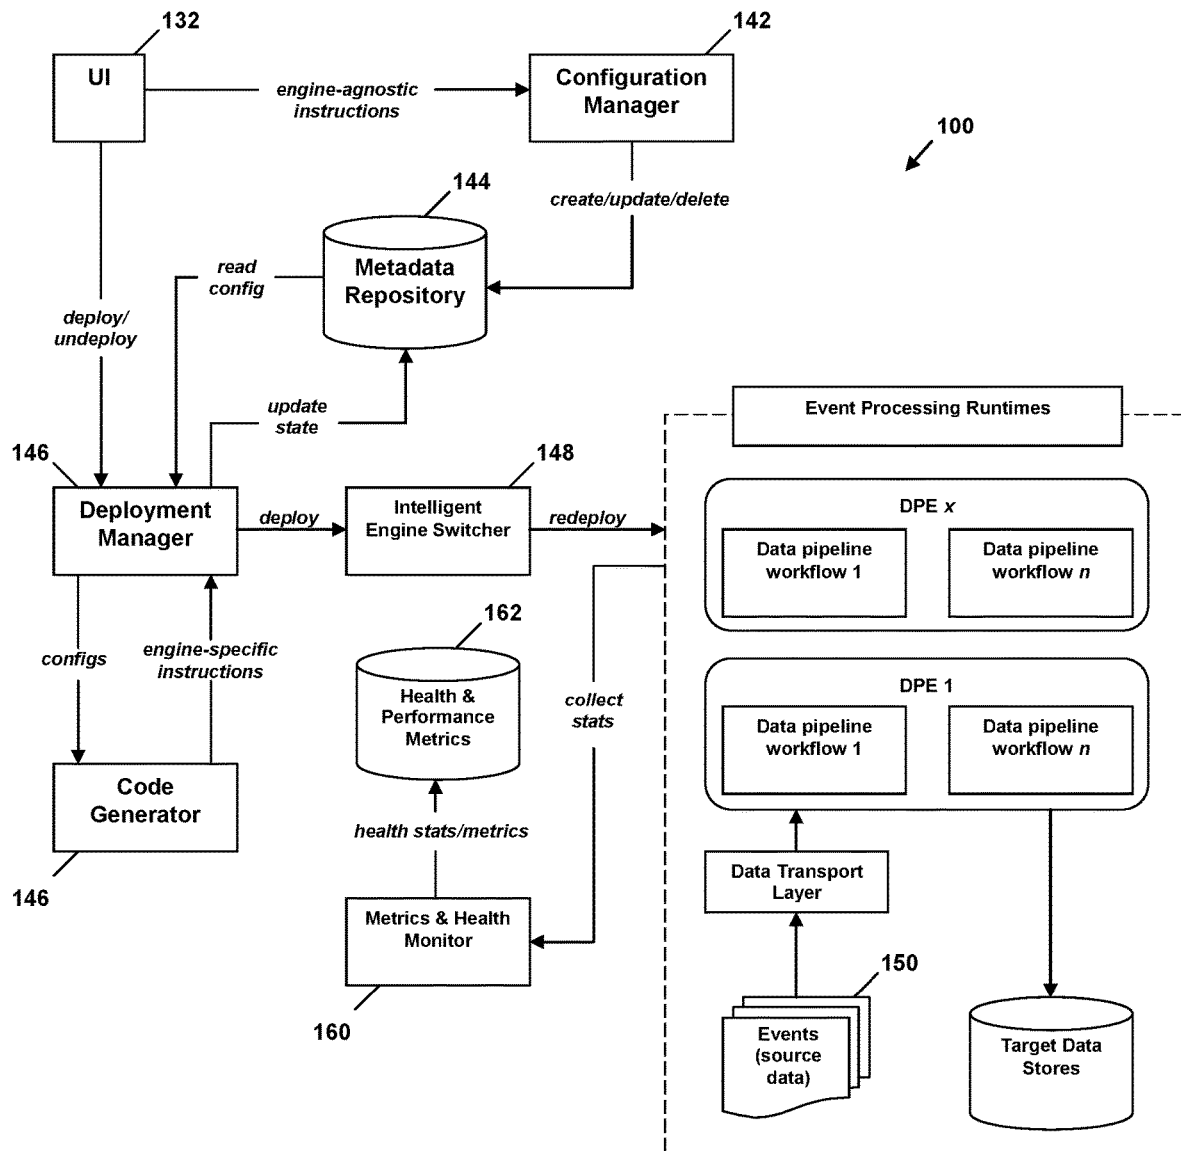 132
142
UI
engine-agnostic
instructions
Configuration
Manager
100
144
create/update/delete
read
config
Metadata
Repository
deploy/
undeploy
update
state
Event Processing Runtimes
146
148
Deployment
Manager
deploy
Intelligent
Engine Switcher
redeploy
DPE x
Data pipeline
workflow 1
Data pipeline
workflow n
configs
engine-specific
instructions
162
Health &
Performance
Metrics
collect
stats
DPE 1
Data pipeline
workflow 1
Data pipeline
workflow n
Code
Generator
146
health stats/metrics
Metrics & Health
Monitor
160
Data Transport
Layer
150
Events
(source
data)
Target Data
Stores